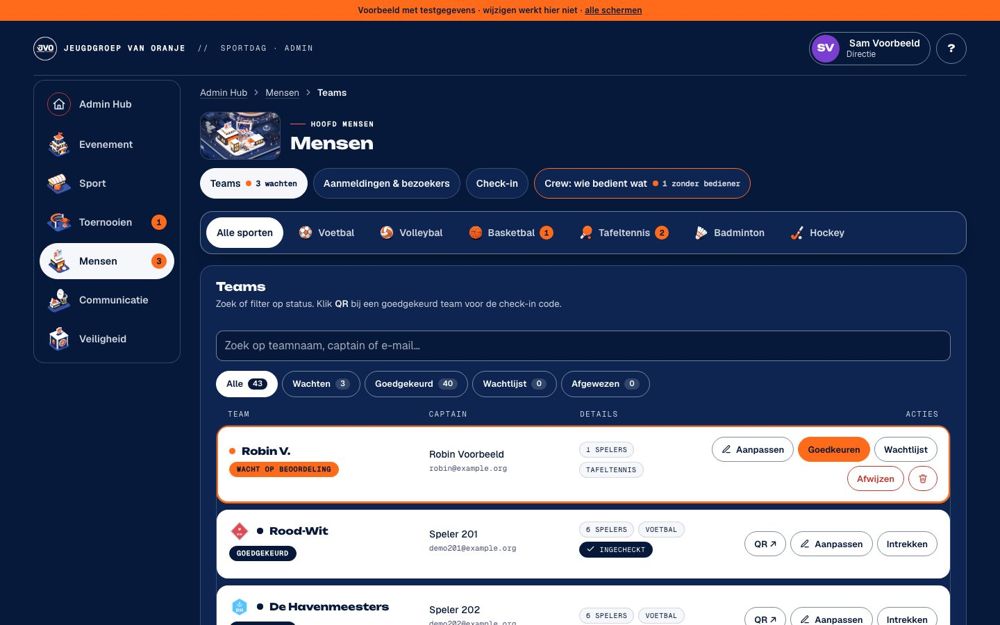 Voorbeeld met testgegevens · wijzigen werkt hier niet · alle schermen
JVO JEUGDGROEP VAN ORANJE // SPORTDAG · ADMIN
SV Sam Voorbeeld
Directie
?
Admin Hub
Evenement
Sport
Toernooien 1
Mensen 3
Communicatie
Veiligheid
Admin Hub > Mensen > Teams
HOOFD MENSEN
Mensen
Teams 3 wachten Aanmeldingen & bezoekers Check-in Crew: wie bedient wat 1 zonder bediener
Alle sporten Voetbal Volleybal Basketbal 1 Tafeltennis 2 Badminton Hockey
Teams
Zoek of filter op status. Klik QR bij een goedgekeurd team voor de check-in code.
Zoek op teamnaam, captain of e-mail...
Alle 43 Wachten 3 Goedgekeurd 40 Wachtlijst 0 Afgewezen 0
TEAM CAPTAIN DETAILS ACTIES
Robin V.
WACHT OP BEOORDELING
Robin Voorbeeld
robin@example.org
1 SPELERS
TAFELTENNIS
Aanpassen Goedkeuren Wachtlijst
Afwijzen
Rood-Wit
GOEDGEKEURD
Speler 201
demo201@example.org
6 SPELERS VOETBAL
INGECHECKT
QR ↗ Aanpassen Intrekken
De Havenmeesters
Speler 202
demo202@example.org
6 SPELERS VOETBAL
QR ↗ Aanpassen Intrekken